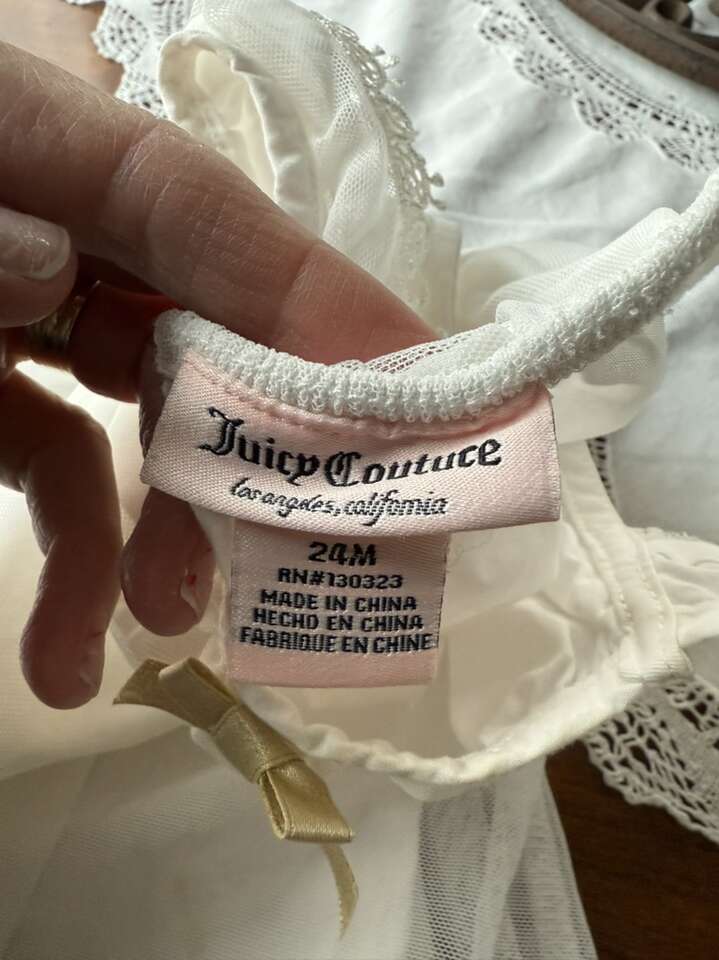 Juicy Couture
los angeles, california
24M
RN#130323
MADE IN CHINA
HECHO EN CHINA
FABRIQUE EN CHINE